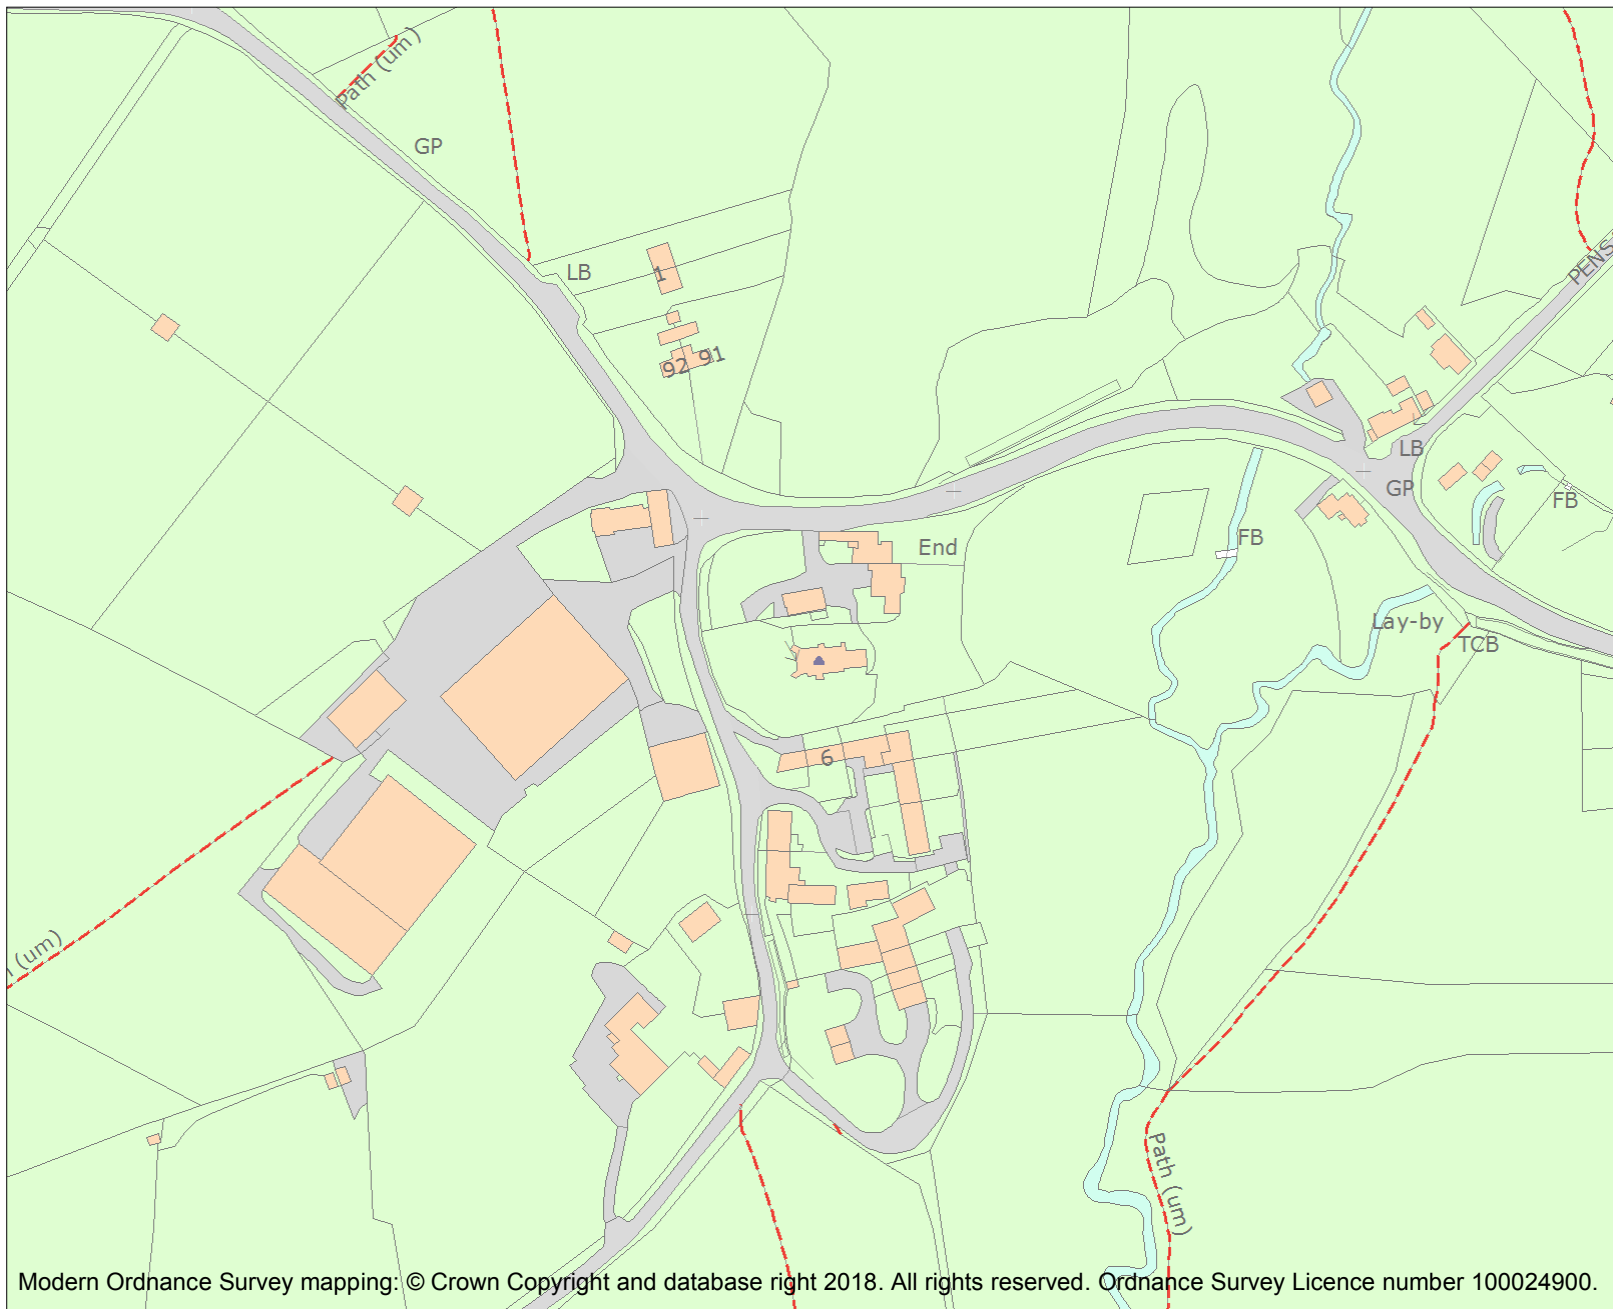 Path (um)
GP
LB
1
PENS
92 91
LB
GP
FB
End
FB
Lay-by
TCB
6
(um)
Path (um)
Modern Ordnance Survey mapping: © Crown Copyright and database right 2018. All rights reserved. Ordnance Survey Licence number 100024900.